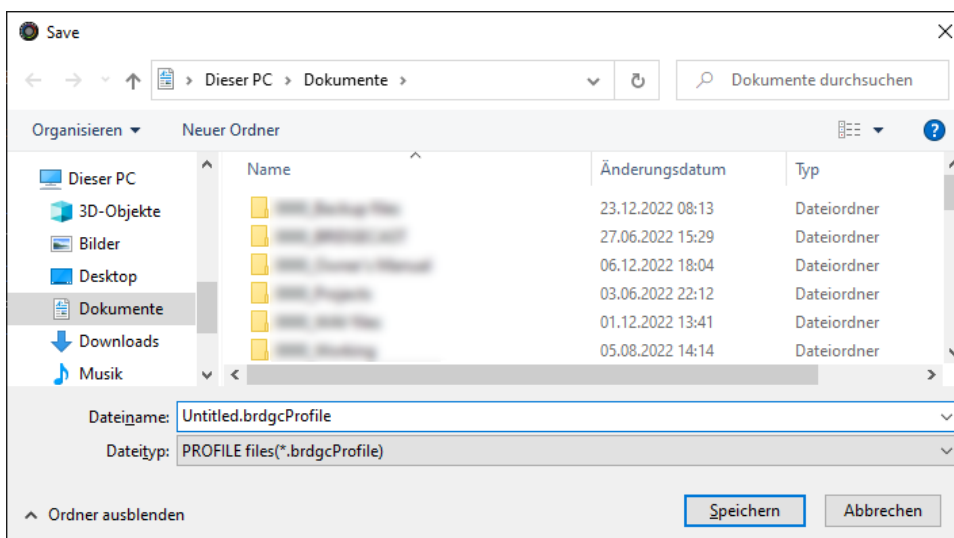 Save
Dieser PC > Dokumente >
Dokumente durchsuchen
Organisieren
Neuer Ordner
?
Dieser PC
3D-Objekte
Bilder
Desktop
Dokumente
Downloads
Musik
Name Änderungsdatum Typ
23.12.2022 08:13 Dateiordner
27.06.2022 15:29 Dateiordner
06.12.2022 18:04 Dateiordner
03.06.2022 22:12 Dateiordner
01.12.2022 13:41 Dateiordner
05.08.2022 14:14 Dateiordner
Dateiname: Untitled.brdgcProfile
Dateityp: PROFILE files(*.brdgcProfile)
Ordner ausblenden
Speichern
Abbrechen